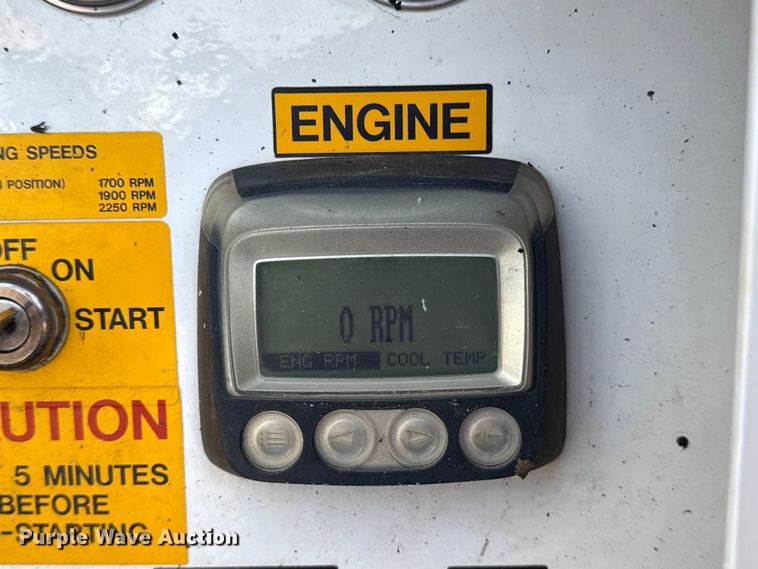 ENGINE
NG SPEEDS
N POSITION) 1700 RPM
1900 RPM
2250 RPM
OFF
ON
START
0 RPM
ENG RPM COOL TEMP
AUTION
5 MINUTES
BEFORE
-STARTING
Purple Wave Auction